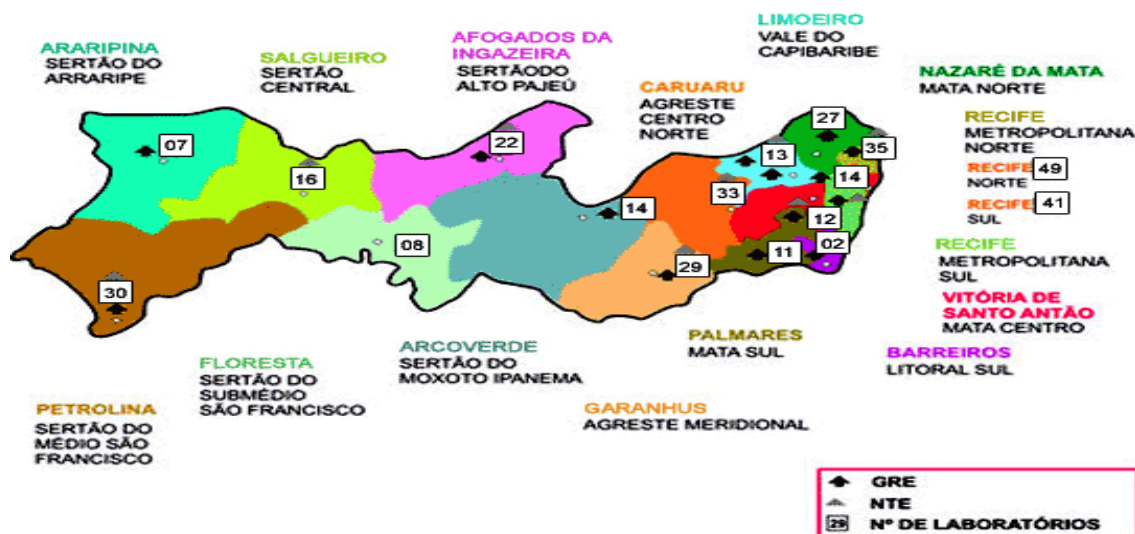 LIMOEIRO
VALE DO
CAPIBARIBE
ARARIPINA
SERTÃO DO
ARRARIPE
SALGUEIRO
SERTÃO
CENTRAL
AFOGADOS DA
INGAZEIRA
SERTÃODO
ALTO PAJEÚ
CARUARU
AGRESTE
CENTRO
NORTE
NAZARÉ DA MATA
MATA NORTE
RECIFE
METROPOLITANA
NORTE
RECIFE 49
NORTE
RECIFE 41
SUL
RECIFE
METROPOLITANA
SUL
VITÓRIA DE
SANTO ANTÃO
MATA CENTRO
BARREIROS
LITORAL SUL
07
16
22
27
35
13
14
33
12
14
08
11
02
29
30
PALMARES
MATA SUL
ARCOVERDE
SERTÃO DO
MOXOTO IPANEMA
FLORESTA
SERTÃO DO
SUBMÉDIO
SÃO FRANCISCO
PETROLINA
SERTÃO DO
MÉDIO SÃO
FRANCISCO
GARANHUS
AGRESTE MERIDIONAL
GRE
NTE
29 Nº DE LABORATÓRIOS